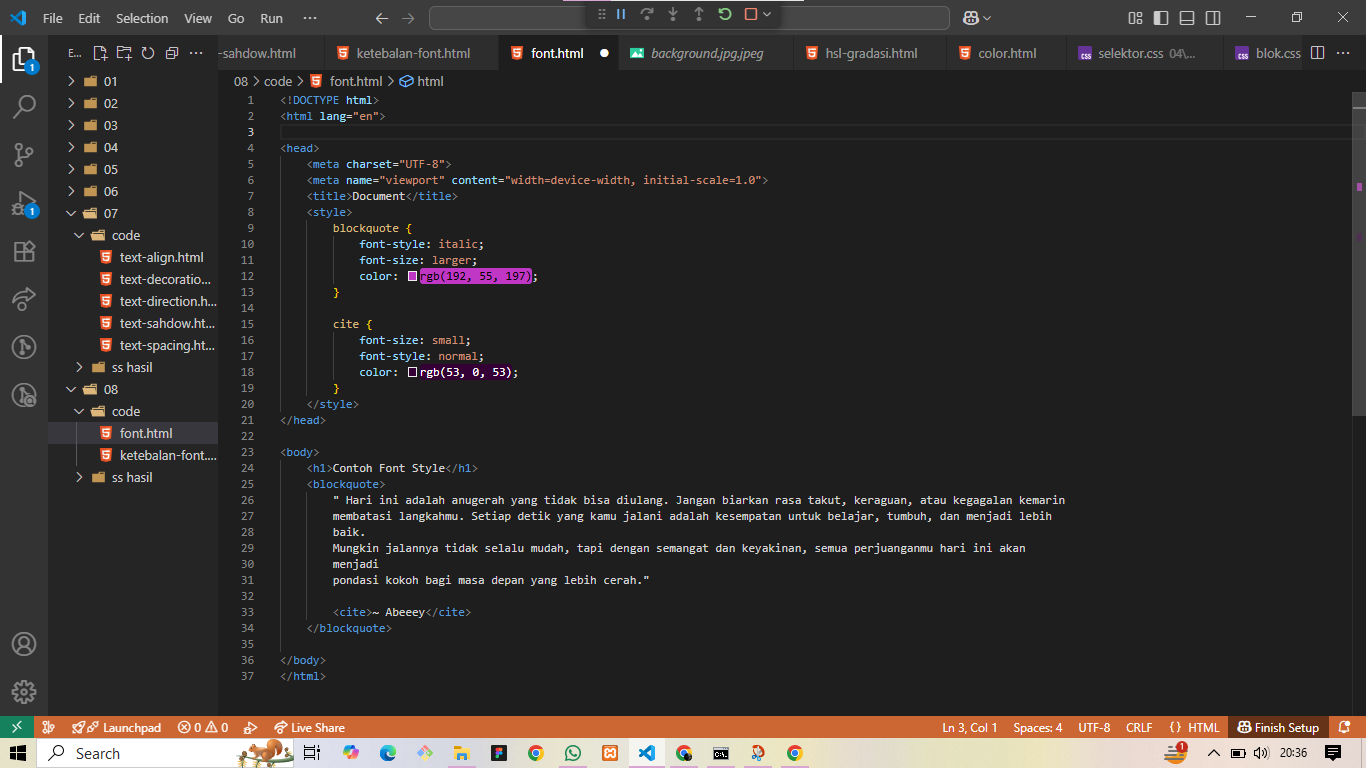 File Edit Selection View Go Run ···
E... ···
-sahdow.html ketebalan-font.html font.html background.jpg.jpeg hsl-gradasi.html color.html selektor.css 04\... blok.css ···
08 > code > font.html > html
01
02
03
04
05
06
07
code
text-align.html
text-decoratio...
text-direction.h...
text-sahdow.ht...
text-spacing.ht...
ss hasil
08
code
font.html
ketebalan-font....
ss hasil
1 <!DOCTYPE html>
2 <html lang="en">
3
4 <head>
5 <meta charset="UTF-8">
6 <meta name="viewport" content="width=device-width, initial-scale=1.0">
7 <title>Document</title>
8 <style>
9 blockquote {
10 font-style: italic;
11 font-size: larger;
12 color: rgb(192, 55, 197);
13 }
14
15 cite {
16 font-size: small;
17 font-style: normal;
18 color: rgb(53, 0, 53);
19 }
20 </style>
21 </head>
22
23 <body>
24 <h1>Contoh Font Style</h1>
25 <blockquote>
26 " Hari ini adalah anugerah yang tidak bisa diulang. Jangan biarkan rasa takut, keraguan, atau kegagalan kemarin
27 membatasi langkahmu. Setiap detik yang kamu jalani adalah kesempatan untuk belajar, tumbuh, dan menjadi lebih
28 baik.
29 Mungkin jalannya tidak selalu mudah, tapi dengan semangat dan keyakinan, semua perjuanganmu hari ini akan
30 menjadi
31 pondasi kokoh bagi masa depan yang lebih cerah."
32
33 <cite>~ Abeeey</cite>
34 </blockquote>
35
36 </body>
37 </html>
1
1
Launchpad 0 0 Live Share Ln 3, Col 1 Spaces: 4 UTF-8 CRLF {} HTML Finish Setup
Search 1 20:36